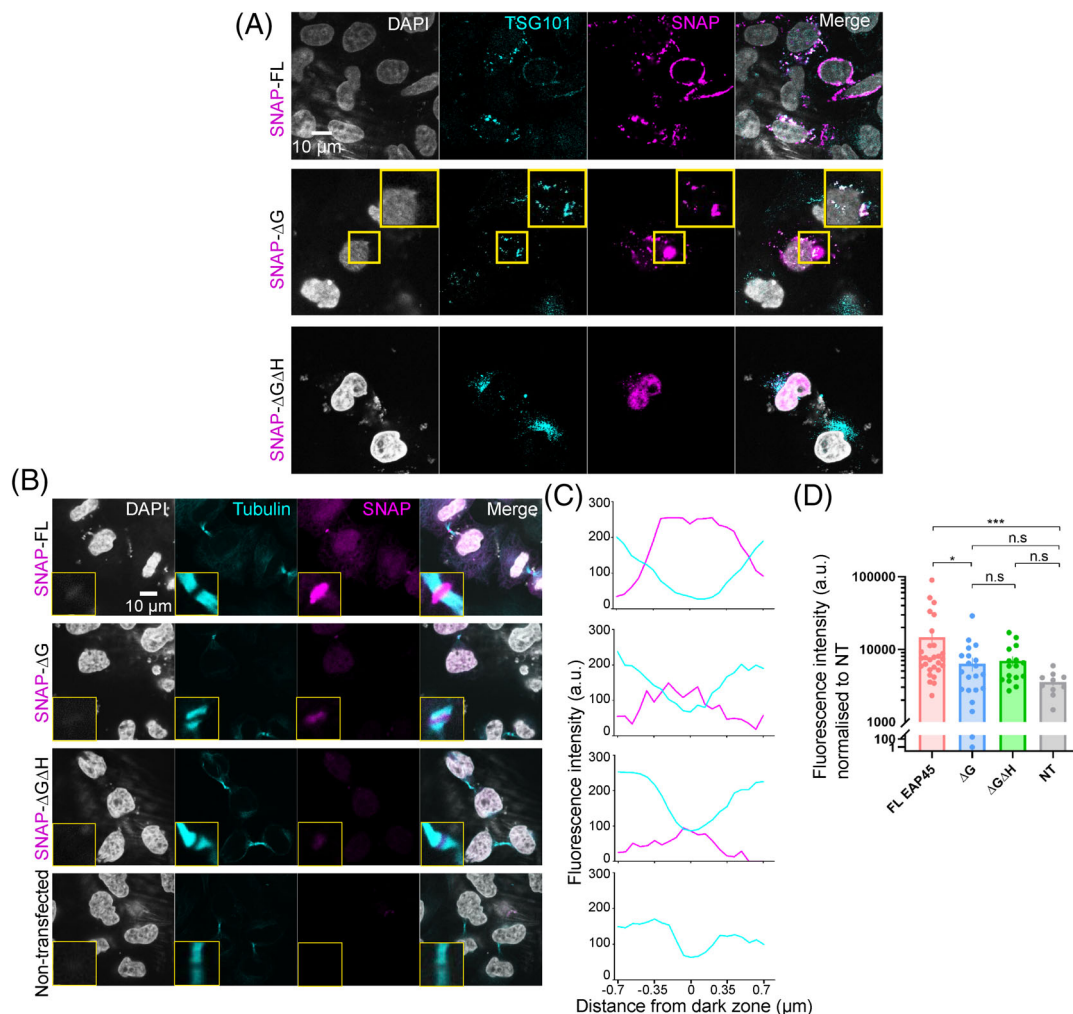 (A)
DAPI TSG101 SNAP Merge
SNAP-FL
10 µm
SNAP-ΔG
SNAP-ΔGΔH
(B)
DAPI Tubulin SNAP Merge
SNAP-FL
10 µm
SNAP-ΔG
SNAP-ΔGΔH
Non-transfected
(C)
Fluorescence intensity (a.u.)
300
200
100
0
300
200
100
0
300
200
100
0
300
200
100
0
-0.7 -0.35 0 0.35 0.7
Distance from dark zone (µm)
(D)
***
n.s
* n.s
n.s
Fluorescence intensity (a.u.)
normalised to NT
100000
10000
1000
100
1
FL EAP45 ΔG ΔGΔH NT